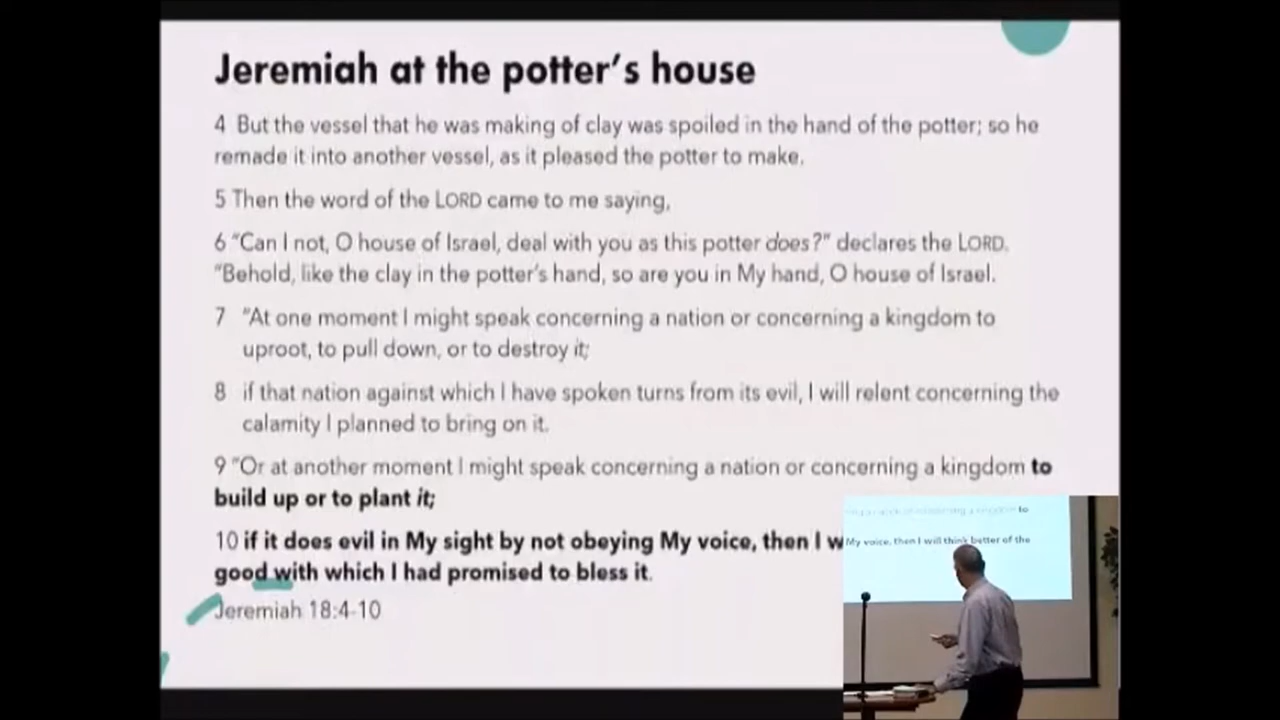 Jeremiah at the potter's house
4 But the vessel that he was making of clay was spoiled in the hand of the potter; so he
remade it into another vessel, as it pleased the potter to make.
5 Then the word of the LORD came to me saying,
6 "Can I not, O house of Israel, deal with you as this potter does?" declares the LORD.
"Behold, like the clay in the potter's hand, so are you in My hand, O house of Israel.
7 "At one moment I might speak concerning a nation or concerning a kingdom to
uproot, to pull down, or to destroy it;
8 if that nation against which I have spoken turns from its evil, I will relent concerning the
calamity I planned to bring on it.
9 "Or at another moment I might speak concerning a nation or concerning a kingdom to
build up or to plant it;
10 if it does evil in My sight by not obeying My voice, then I w
good with which I had promised to bless it.
Jeremiah 18:4-10
concerning a kingdom to
My voice, then I will think better of the